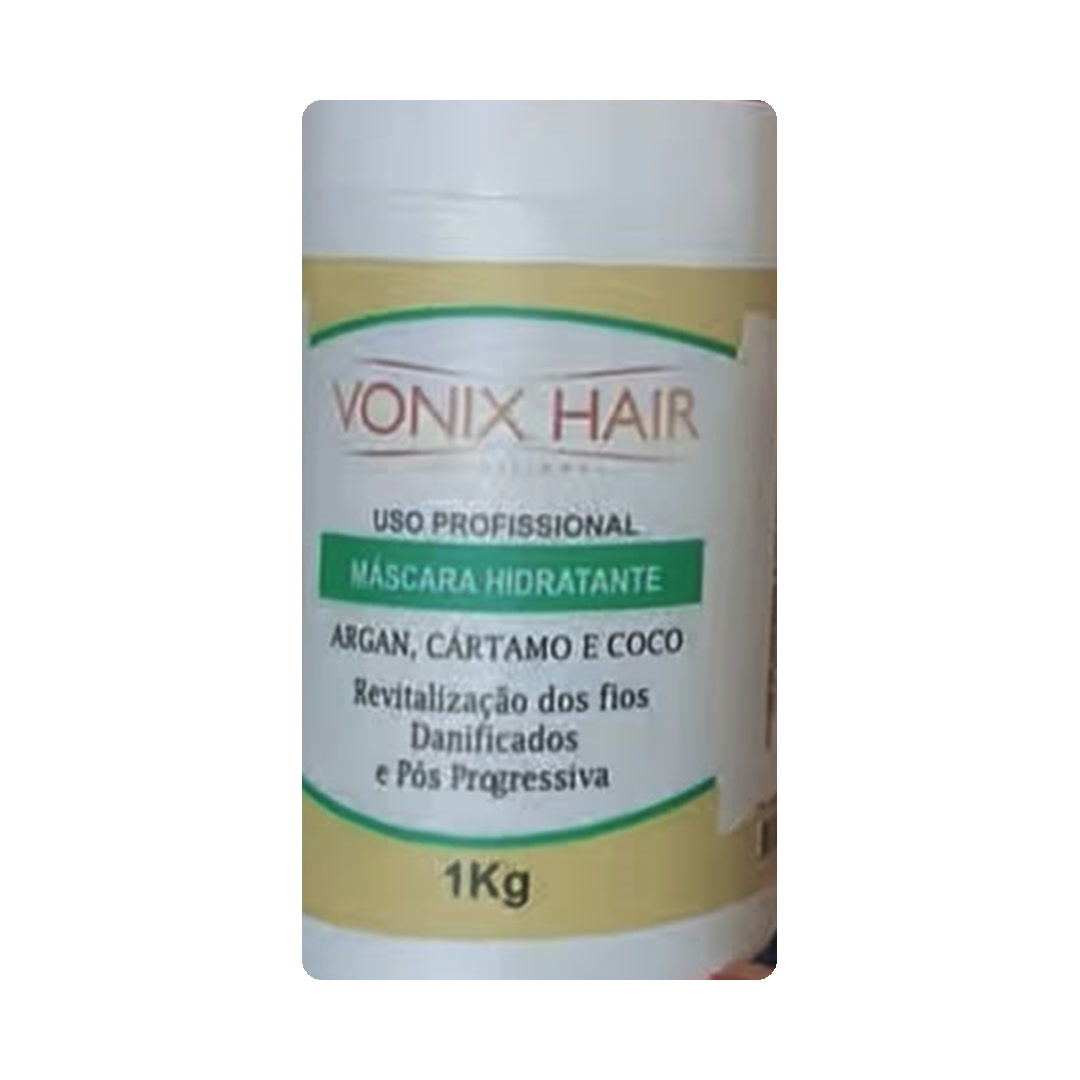 VONIX HAIR
USO PROFISSIONAL
MÁSCARA HIDRATANTE
ARGAN, CÁRTAMO E COCO
Revitalização dos fios
Danificados
e Pós Progressiva
1Kg